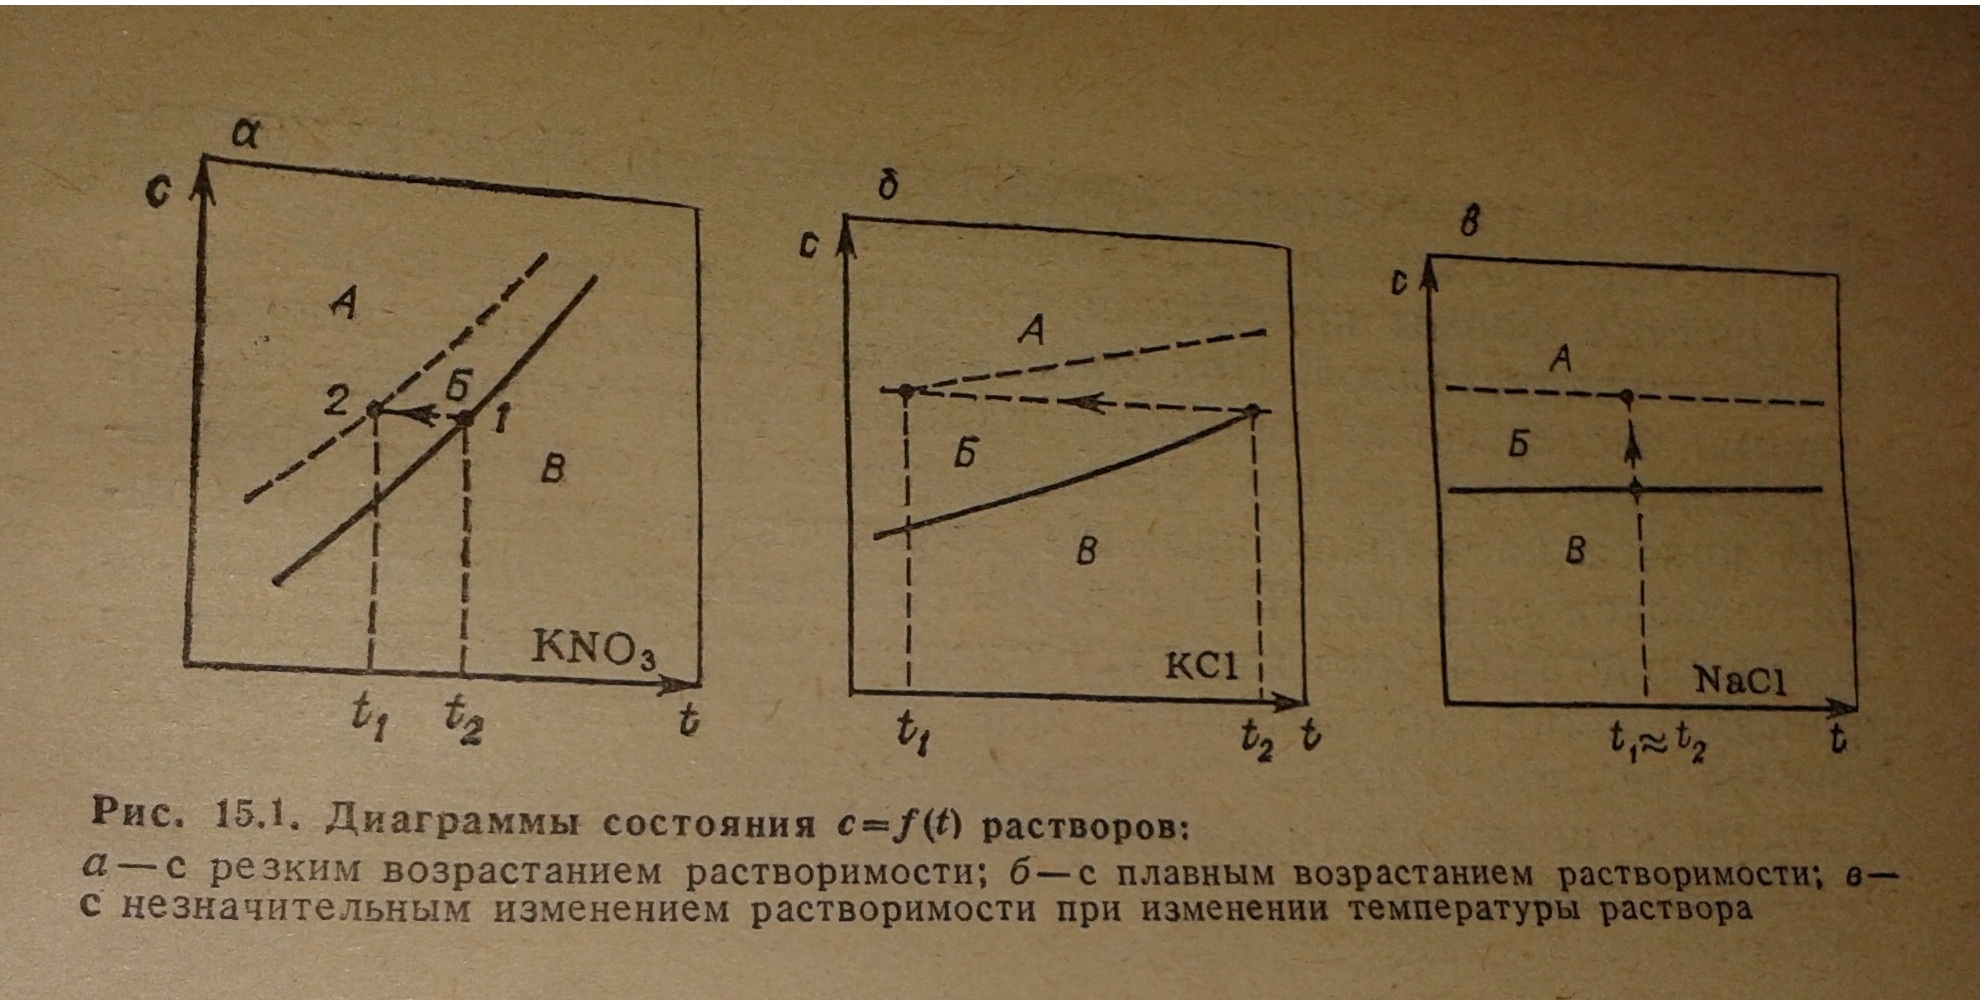 а
с
А
2
Б
1
В
KNO₃
t₁
t₂
t
б
с
А
Б
В
KCl
t₁
t₂
t
в
с
А
Б
В
NaCl
t₁≈t₂
t
Рис. 15.1. Диаграммы состояния c=f(t) растворов:
а—с резким возрастанием растворимости; б—с плавным возрастанием растворимости; в—
с незначительным изменением растворимости при изменении температуры раствора